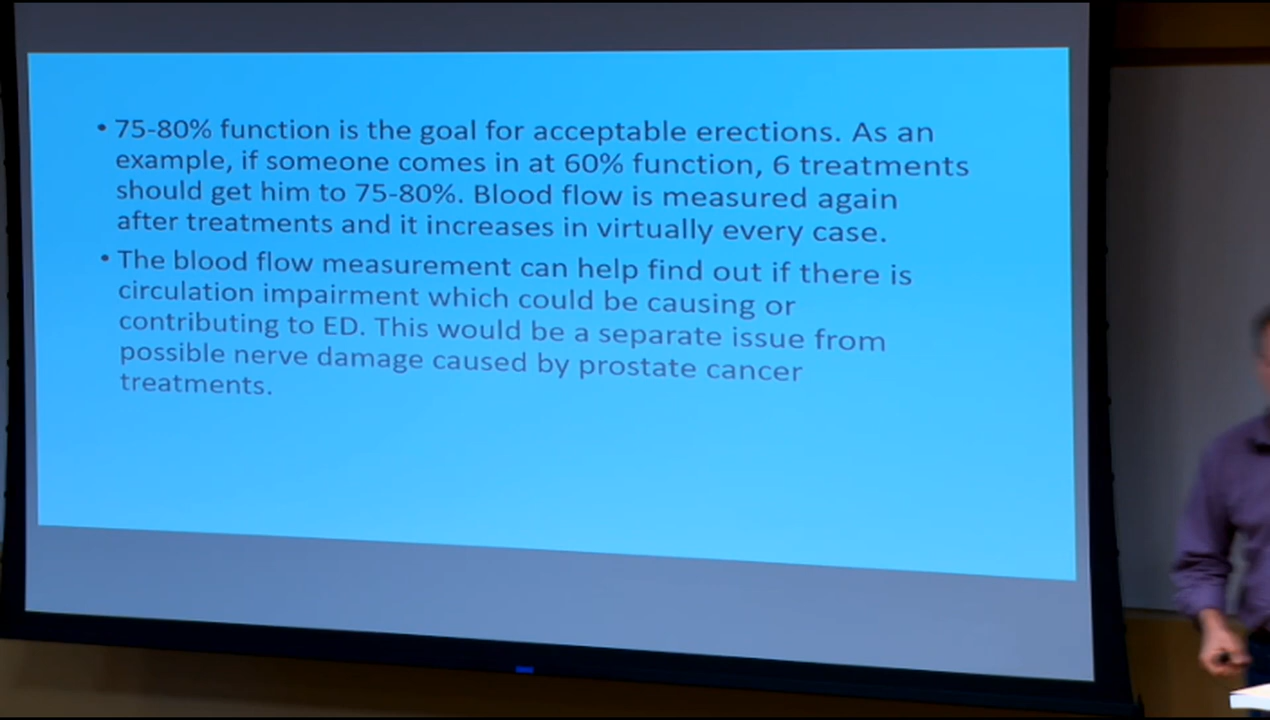 • 75-80% function is the goal for acceptable erections. As an
example, if someone comes in at 60% function, 6 treatments
should get him to 75-80%. Blood flow is measured again
after treatments and it increases in virtually every case.
• The blood flow measurement can help find out if there is
circulation impairment which could be causing or
contributing to ED. This would be a separate issue from
possible nerve damage caused by prostate cancer
treatments.